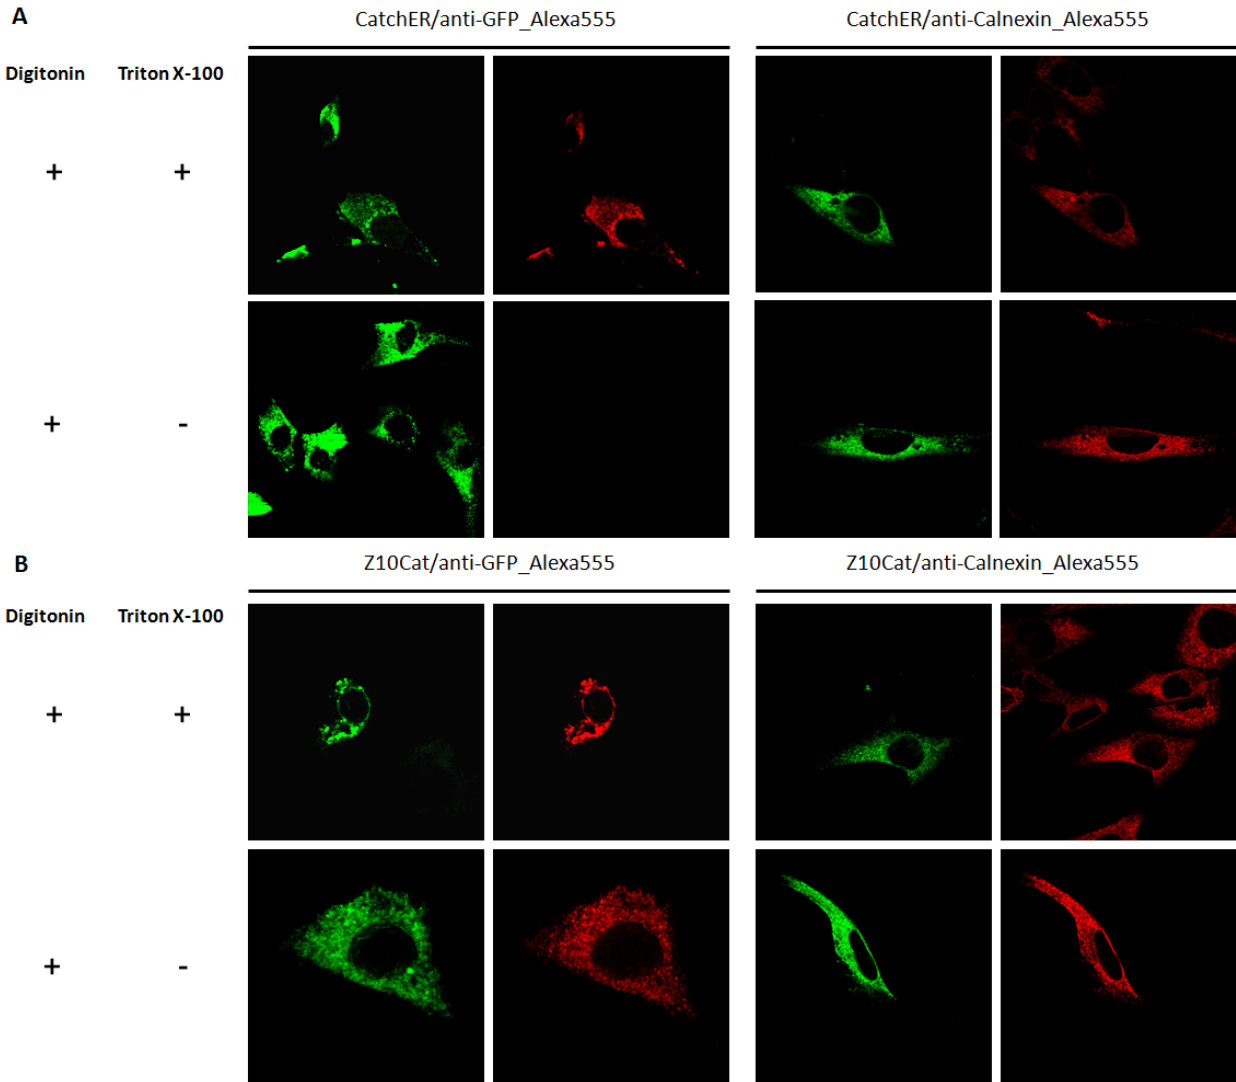 A
CatchER/anti-GFP_Alexa555
CatchER/anti-Calnexin_Alexa555
Digitonin
Triton X-100
+
+
+
-
B
Z10Cat/anti-GFP_Alexa555
Z10Cat/anti-Calnexin_Alexa555
Digitonin
Triton X-100
+
+
+
-